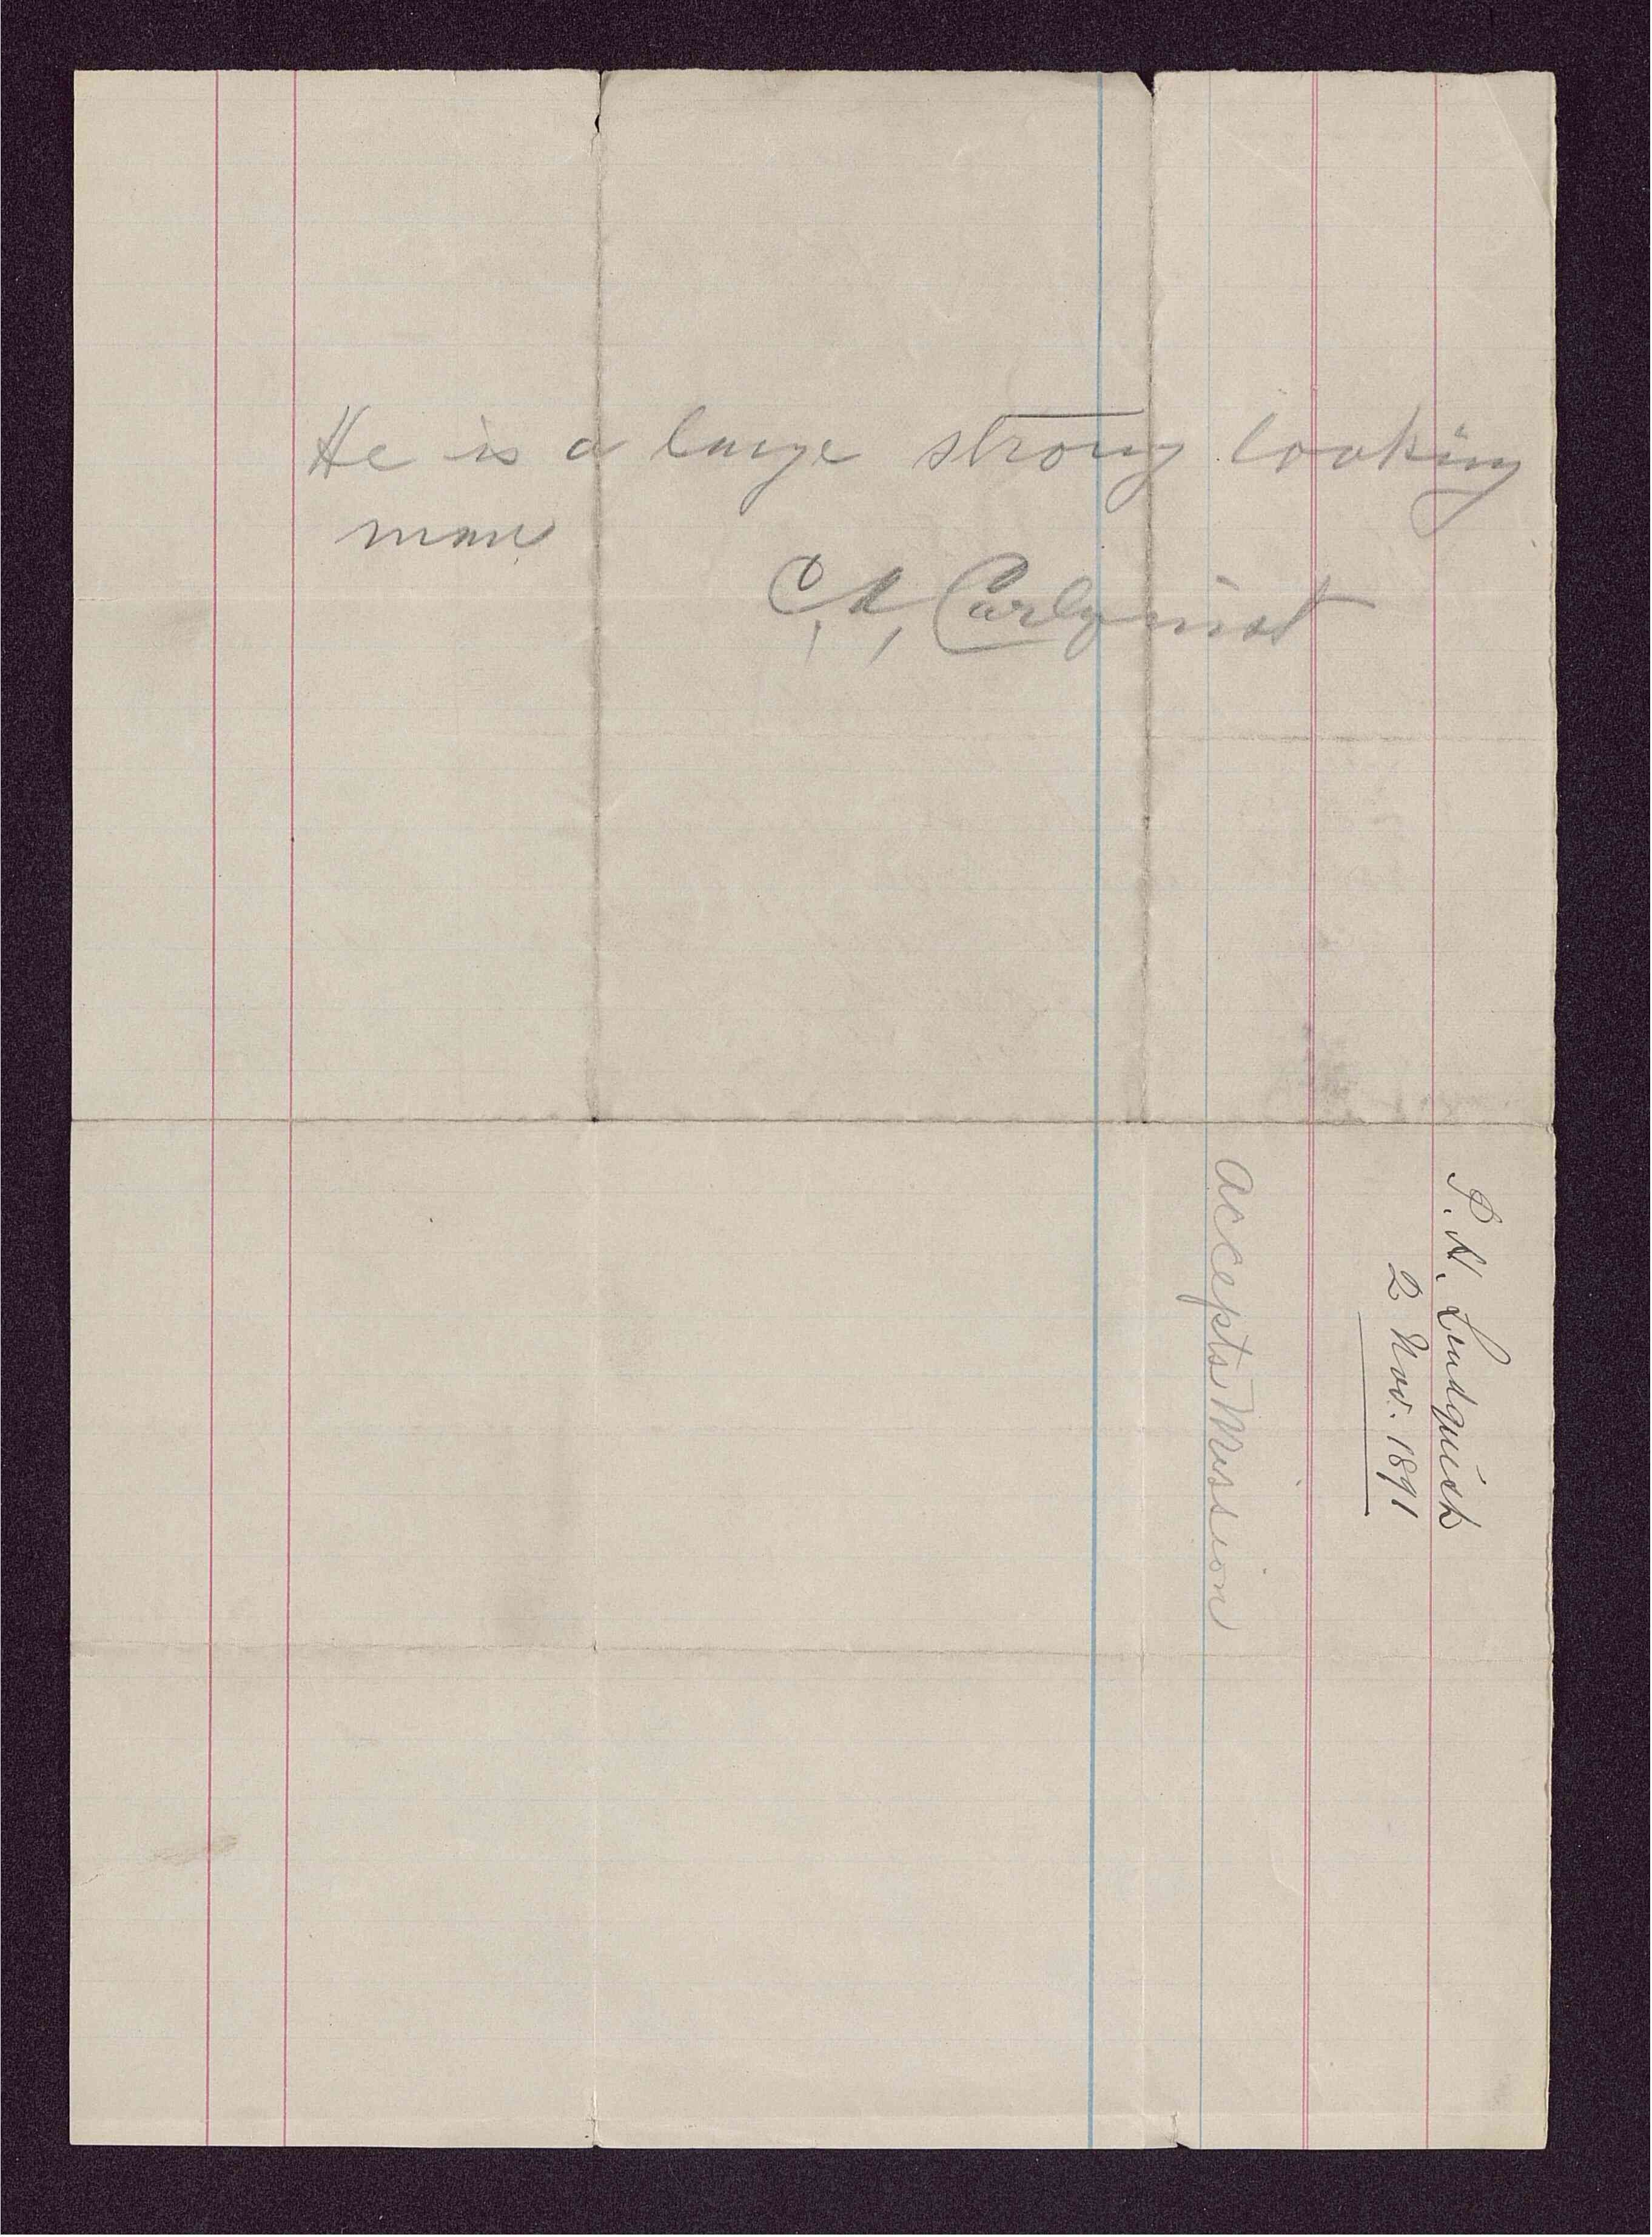 He is a large strong looking
man
C. A. Carlquist
P. A. Lindquist
2 Nov. 1891
accepts Mission